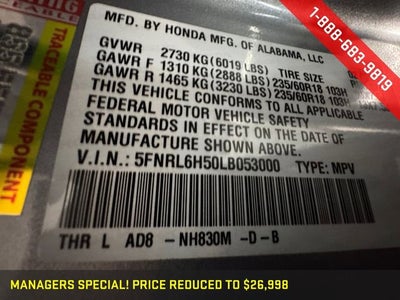 1-888-683-9819
TRACEABLE COMPONENT
MFD. BY HONDA MFG. OF ALABAMA, LLC
GVWR 2730 KG(6019 LBS) TIRE SIZE
GAWR F 1310 KG(2888 LBS) 235/60R18 103H
GAWR R 1465 KG(3230 LBS) 235/60R18 103H
THIS VEHICLE CONFORMS TO ALL APPLICABLE
FEDERAL MOTOR VEHICLE SAFETY
STANDARDS IN EFFECT ON THE DATE OF
MANUFACTURE SHOWN ABOVE.
V.I.N.: 5FNRL6H50LB053000 TYPE: MPV
THR L AD8 -NH830M -D-B
MANAGERS SPECIAL! PRICE REDUCED TO $26,998